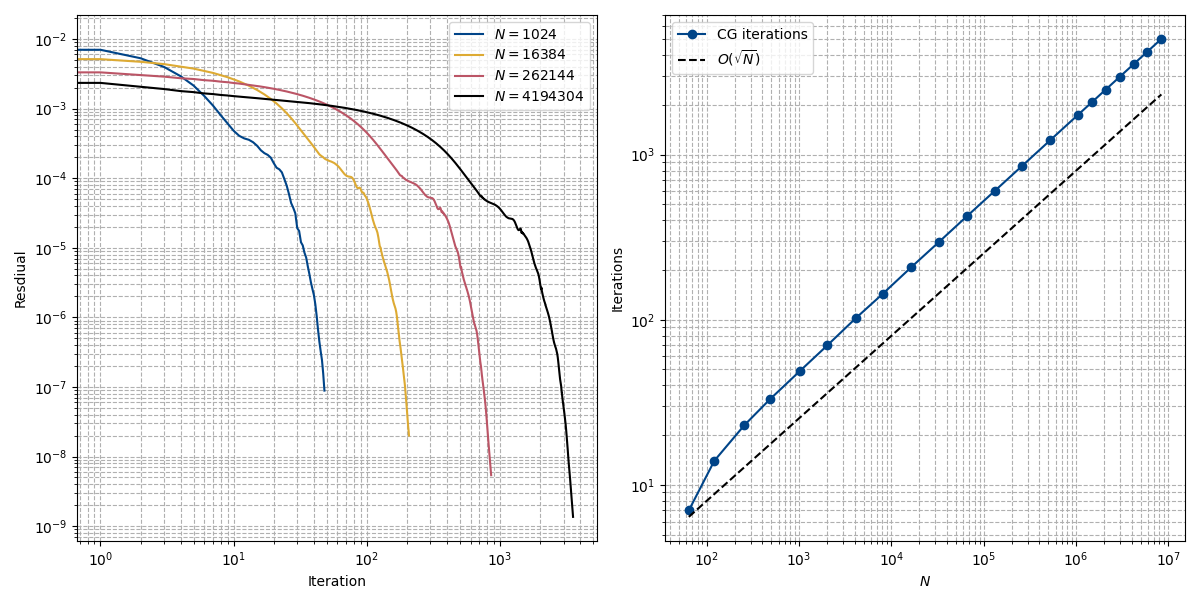 10⁻²
10⁻³
10⁻⁴
10⁻⁵
10⁻⁶
10⁻⁷
10⁻⁸
10⁻⁹
Resdiual
10⁰ 10¹ 10² 10³
Iteration
N = 1024
N = 16384
N = 262144
N = 4194304
10³
10²
10¹
Iterations
10² 10³ 10⁴ 10⁵ 10⁶ 10⁷
N
CG iterations
O(√N)